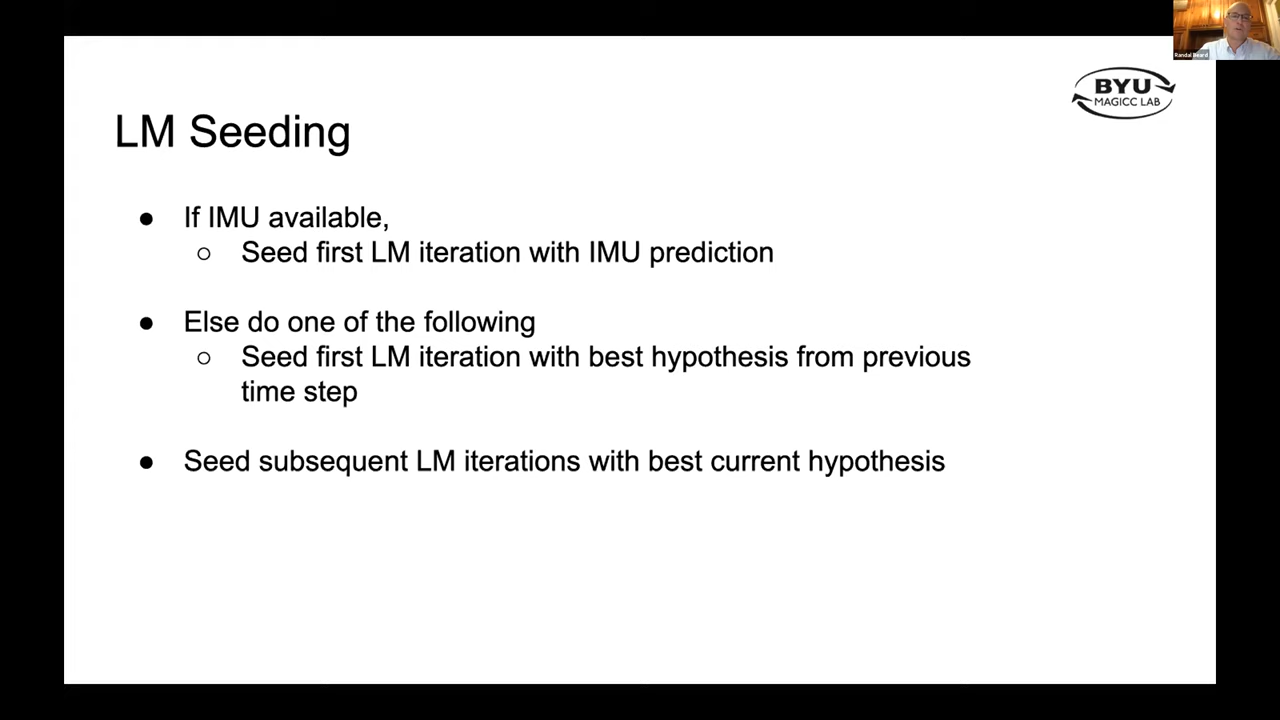 Randal Beard
BYU
MAGICC LAB
LM Seeding
● If IMU available,
○ Seed first LM iteration with IMU prediction
● Else do one of the following
○ Seed first LM iteration with best hypothesis from previous
time step
● Seed subsequent LM iterations with best current hypothesis